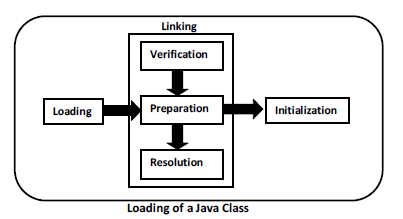 Linking
Verification
Loading
Preparation
Initialization
Resolution
Loading of a Java Class